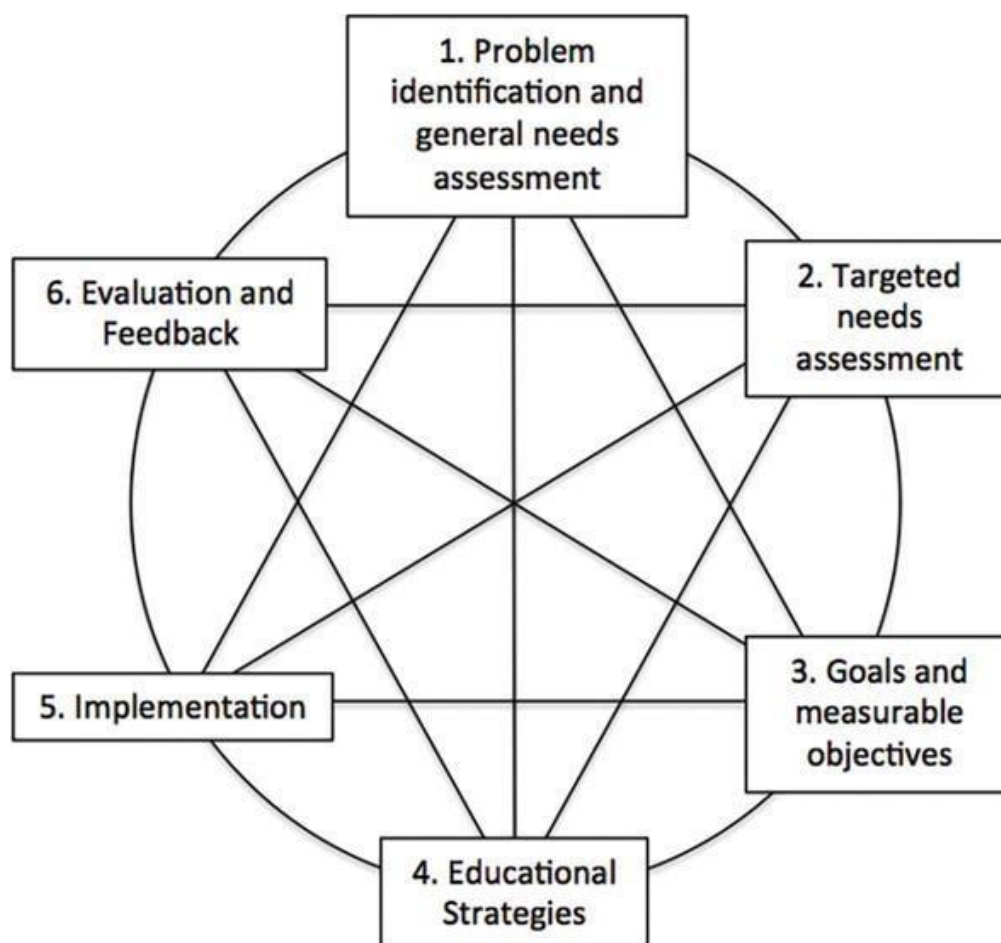 1. Problem
identification and
general needs
assessment
2. Targeted
needs
assessment
3. Goals and
measurable
objectives
4. Educational
Strategies
5. Implementation
6. Evaluation and
Feedback